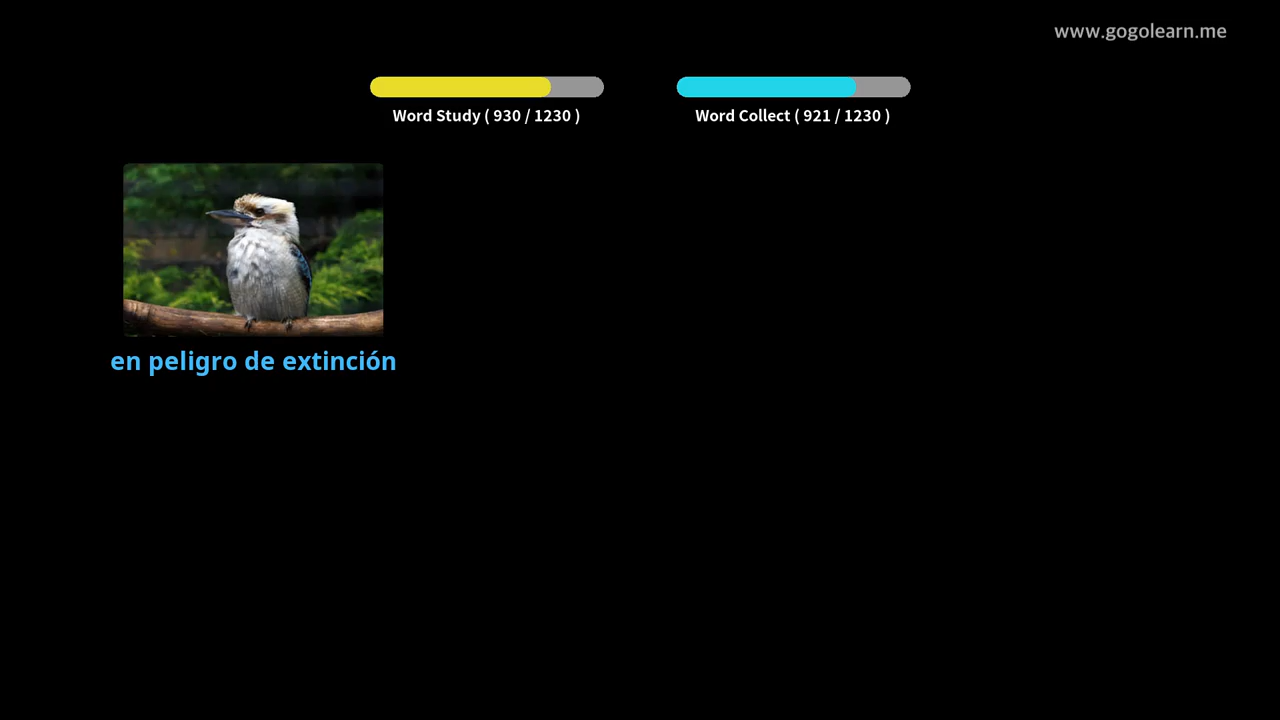 www.gogolearn.me
Word Study ( 930 / 1230 )
Word Collect ( 921 / 1230 )
en peligro de extinción